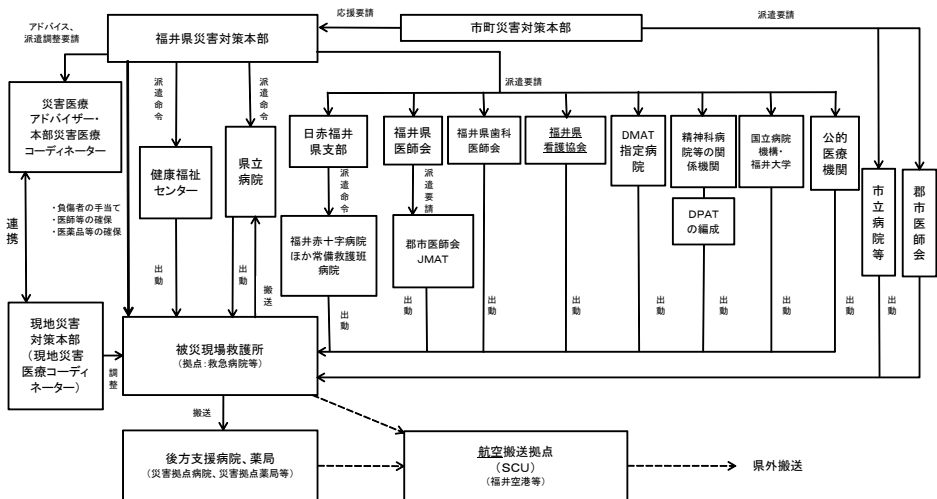 アドバイス、
派遣調整要請
福井県災害対策本部
応援要請
市町災害対策本部
派遣要請
派遣要請
派遣命令
派遣命令
災害医療
アドバイザー・
本部災害医療
コーディネーター
健康福祉
センター
県立
病院
日赤福井
県支部
福井県
医師会
福井県歯科
医師会
福井県
看護協会
DMAT
指定病院
精神科病
院等の関
係機関
国立病院
機構・
福井大学
公的
医療
機関
市立病院等
郡市医師会
派遣命令
派遣要請
連携
・負傷者の手当て
・医師等の確保
・医薬品等の確保
福井赤十字病院
ほか常備救護班
病院
郡市医師会
JMAT
DPAT
の編成
出動
出動
搬送
出動
出動
出動
出動
出動
出動
出動
出動
出動
出動
現地災害
対策本部
（現地災害
医療コーディ
ネーター）
調整
被災現場救護所
（拠点：救急病院等）
搬送
後方支援病院、薬局
（災害拠点病院、災害拠点薬局等）
航空搬送拠点
（SCU）
（福井空港等）
県外搬送